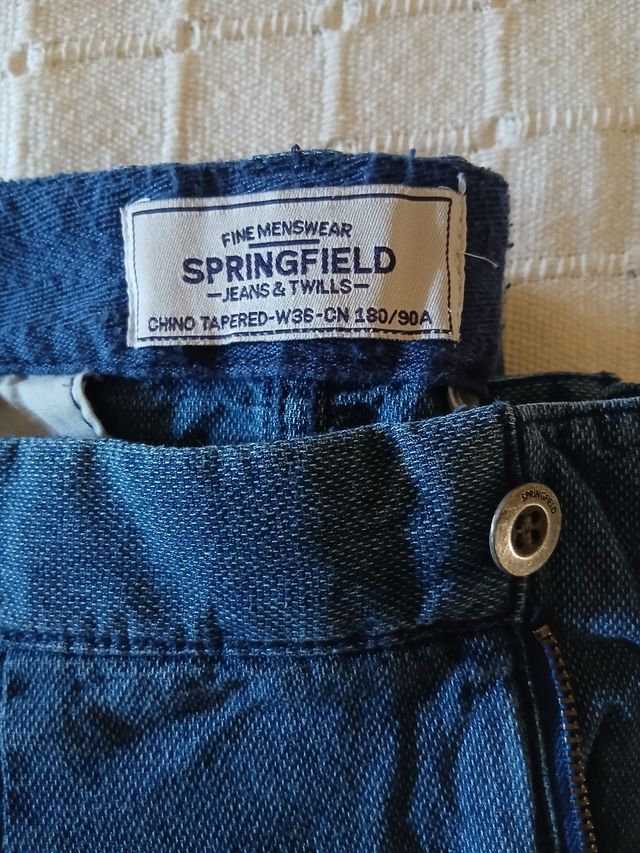 FINE MENSWEAR
SPRINGFIELD
-JEANS & TWILLS-
CHINO TAPERED-W36-CN 180/90A
SPRINGFIELD